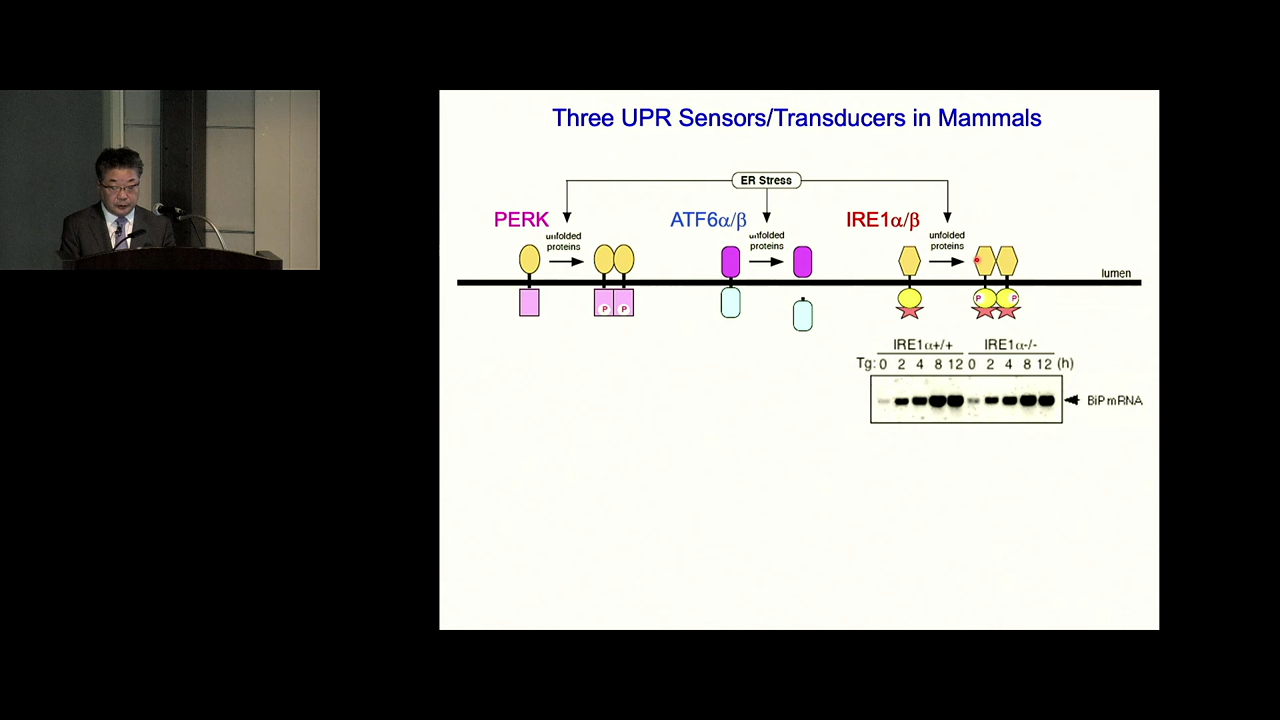 Three UPR Sensors/Transducers in Mammals
ER Stress
PERK
ATF6α/β
IRE1α/β
unfolded
proteins
unfolded
proteins
unfolded
proteins
lumen
P P
P P
IRE1α+/+ IRE1α-/-
Tg: 0 2 4 8 12 0 2 4 8 12 (h)
BiP mRNA